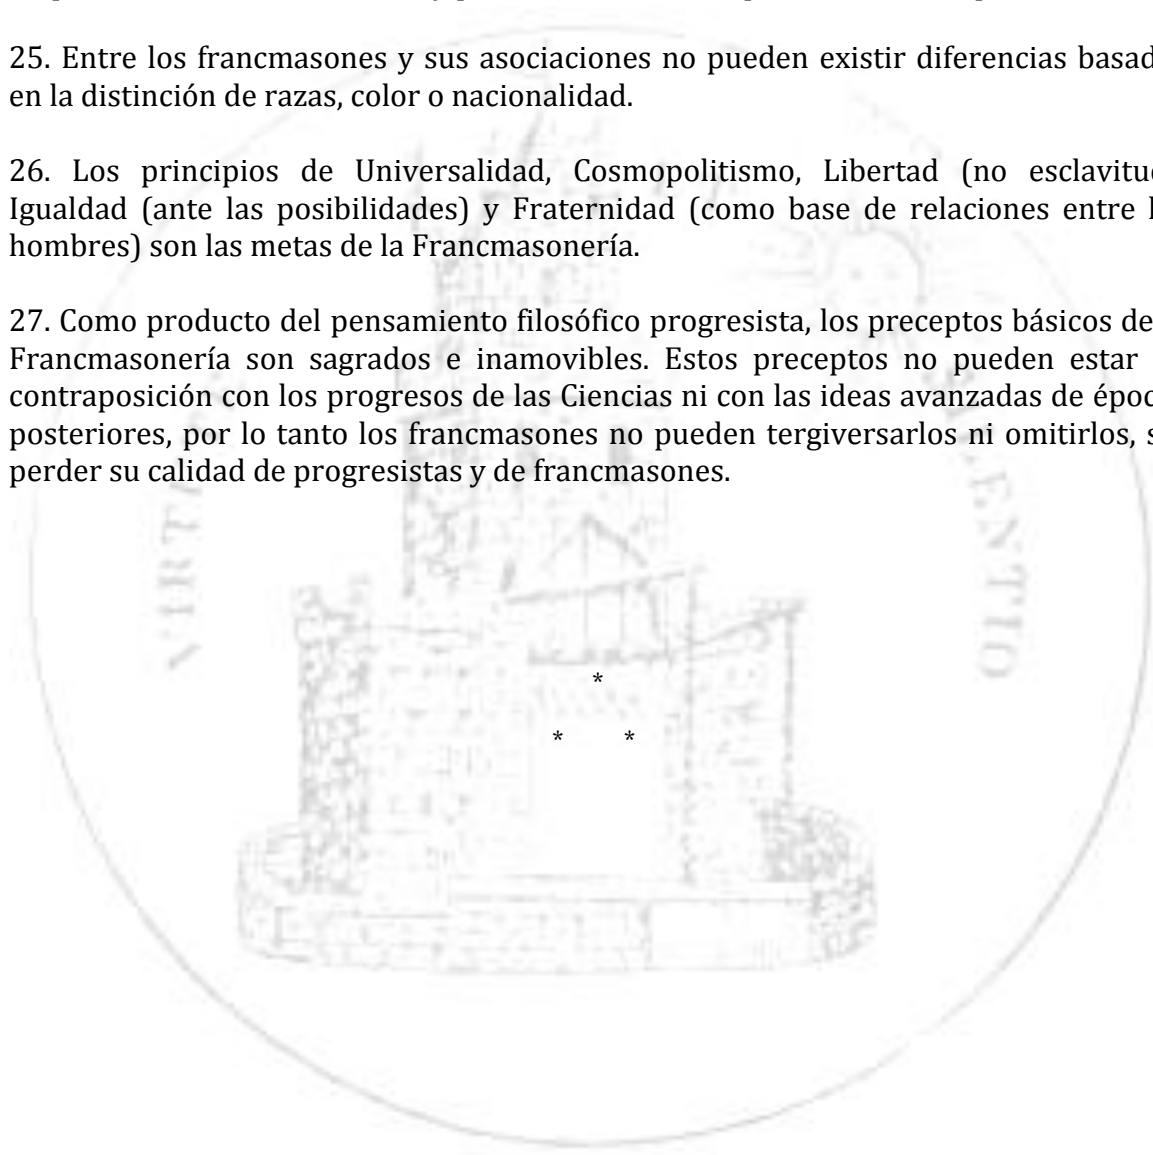 25. Entre los francmasones y sus asociaciones no pueden existir diferencias basad
en la distinción de razas, color o nacionalidad.
26. Los principios de Universalidad, Cosmopolitismo, Libertad (no esclavitud
Igualdad (ante las posibilidades) y Fraternidad (como base de relaciones entre l
hombres) son las metas de la Francmasonería.
27. Como producto del pensamiento filosófico progresista, los preceptos básicos de
Francmasonería son sagrados e inamovibles. Estos preceptos no pueden estar
contraposición con los progresos de las Ciencias ni con las ideas avanzadas de époc
posteriores, por lo tanto los francmasones no pueden tergiversarlos ni omitirlos, s
perder su calidad de progresistas y de francmasones.
*
* *